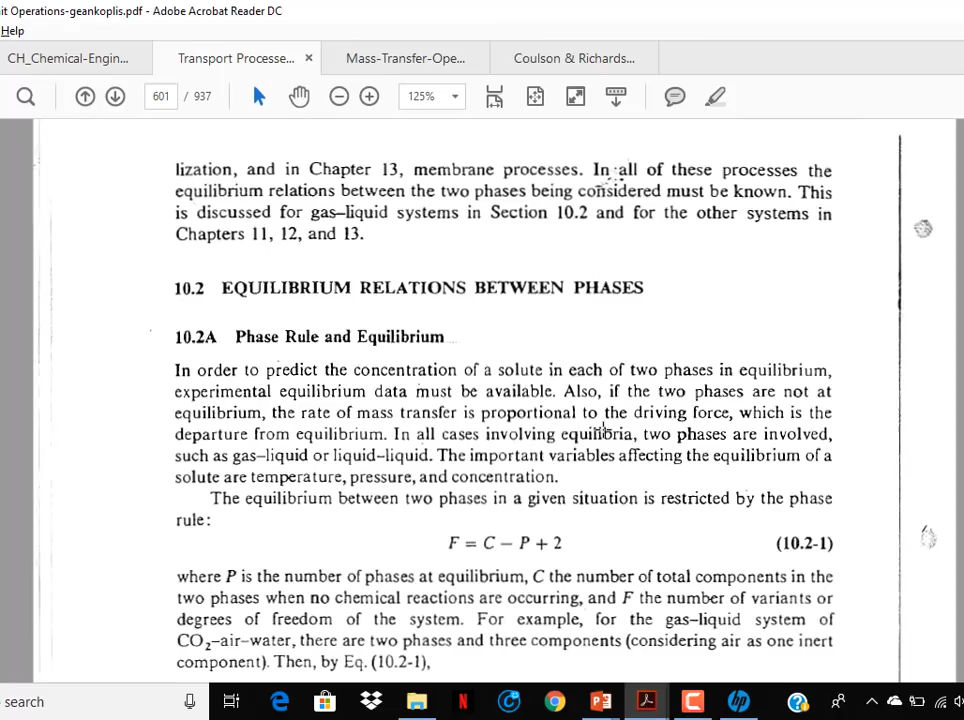 it Operations-geankoplis.pdf - Adobe Acrobat Reader DC
Help
CH_Chemical-Engin...
Transport Processe...
Mass-Transfer-Ope...
Coulson & Richards...
601 / 937
125%
lization, and in Chapter 13, membrane processes. In all of these processes the
equilibrium relations between the two phases being considered must be known. This
is discussed for gas–liquid systems in Section 10.2 and for the other systems in
Chapters 11, 12, and 13.
10.2 EQUILIBRIUM RELATIONS BETWEEN PHASES
10.2A Phase Rule and Equilibrium
In order to predict the concentration of a solute in each of two phases in equilibrium,
experimental equilibrium data must be available. Also, if the two phases are not at
equilibrium, the rate of mass transfer is proportional to the driving force, which is the
departure from equilibrium. In all cases involving equilibria, two phases are involved,
such as gas–liquid or liquid–liquid. The important variables affecting the equilibrium of a
solute are temperature, pressure, and concentration.
The equilibrium between two phases in a given situation is restricted by the phase
rule:
F = C − P + 2 (10.2-1)
where P is the number of phases at equilibrium, C the number of total components in the
two phases when no chemical reactions are occurring, and F the number of variants or
degrees of freedom of the system. For example, for the gas–liquid system of
CO₂–air–water, there are two phases and three components (considering air as one inert
component). Then, by Eq. (10.2-1),
search